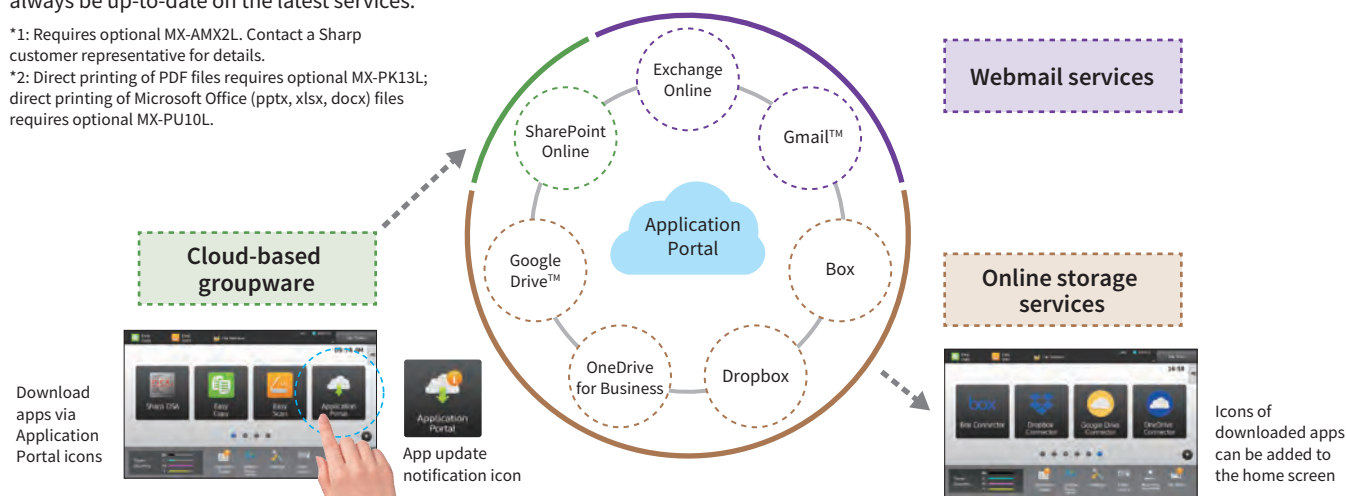 always be up-to-date on the latest services.
*1: Requires optional MX-AMX2L. Contact a Sharp
customer representative for details.
*2: Direct printing of PDF files requires optional MX-PK13L;
direct printing of Microsoft Office (pptx, xlsx, docx) files
requires optional MX-PU10L.
Exchange
Online
SharePoint
Online
Gmail™
Webmail services
Application
Portal
Google
Drive™
Box
OneDrive
for Business
Dropbox
Cloud-based
groupware
Online storage
services
Download
apps via
Application
Portal icons
Sharp OSA
Easy
Copy
Easy
Scan
Application
Portal
Application
Portal
App update
notification icon
box
Box Connector
Dropbox
Connector
Google Drive
Connector
OneDrive
Connector
Icons of
downloaded apps
can be added to
the home screen